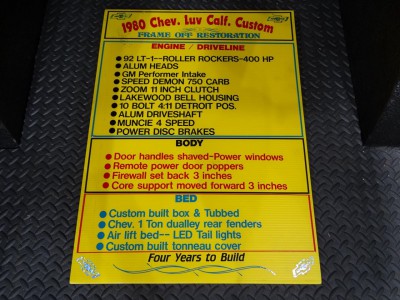 1980 Chev. Luv Calf. Custom
FRAME OFF RESTORATION
ENGINE / DRIVELINE
92 LT-1--ROLLER ROCKERS-400 HP
ALUM HEADS
GM Performer Intake
SPEED DEMON 750 CARB
ZOOM 11 INCH CLUTCH
LAKEWOOD BELL HOUSING
10 BOLT 4:11 DETROIT POS.
ALUM DRIVESHAFT
MUNCIE 4 SPEED
POWER DISC BRAKES
BODY
Door handles shaved-Power windows
Remote power door poppers
Firewall set back 3 inches
Core support moved forward 3 inches
BED
Custom built box & Tubbed
Chev. 1 Ton dualley rear fenders
Air lift bed-- LED Tail lights
Custom built tonneau cover
Four Years to Build